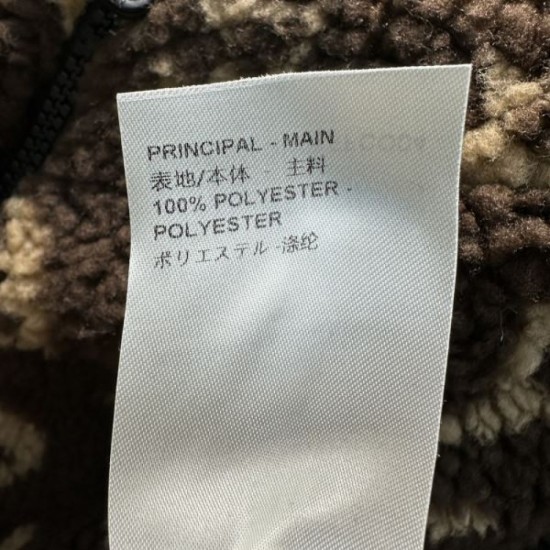 PRINCIPAL - MAIN
表地/本体 - 主料
100% POLYESTER -
POLYESTER
ポリエステル -涤纶